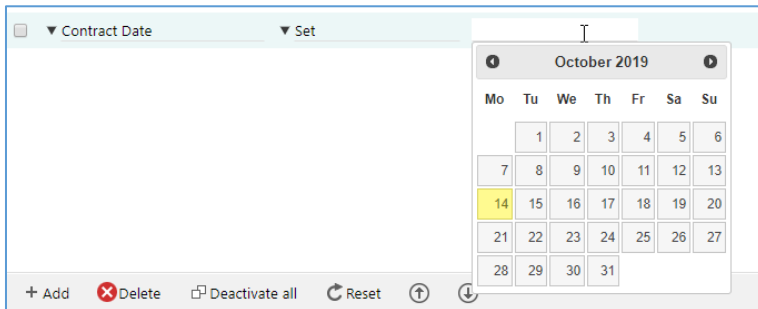 Contract Date Set
October 2019
Mo Tu We Th Fr Sa Su
1 2 3 4 5 6
7 8 9 10 11 12 13
14 15 16 17 18 19 20
21 22 23 24 25 26 27
28 29 30 31
+ Add Delete Deactivate all Reset